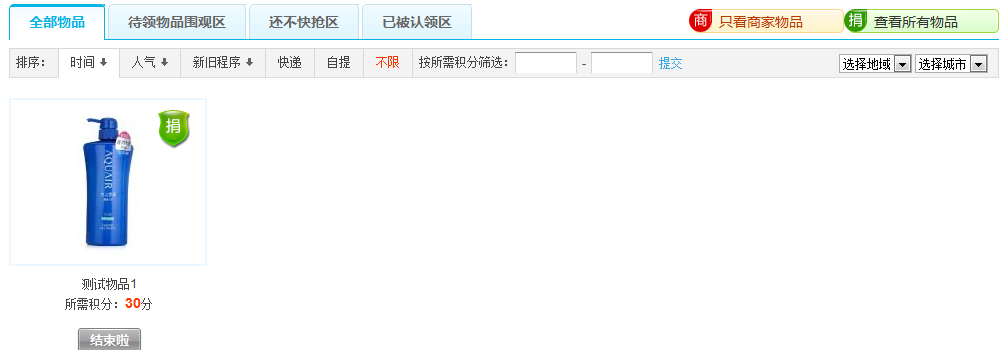 全部物品 待领物品围观区 还不快抢区 已被认领区 商 只看商家物品 捐 查看所有物品
排序： 时间 人气 新旧程序 快递 自提 不限 按所需积分筛选： - 提交 选择地域 选择城市
捐
AQUAIR
测试物品1
所需积分：30分
结束啦